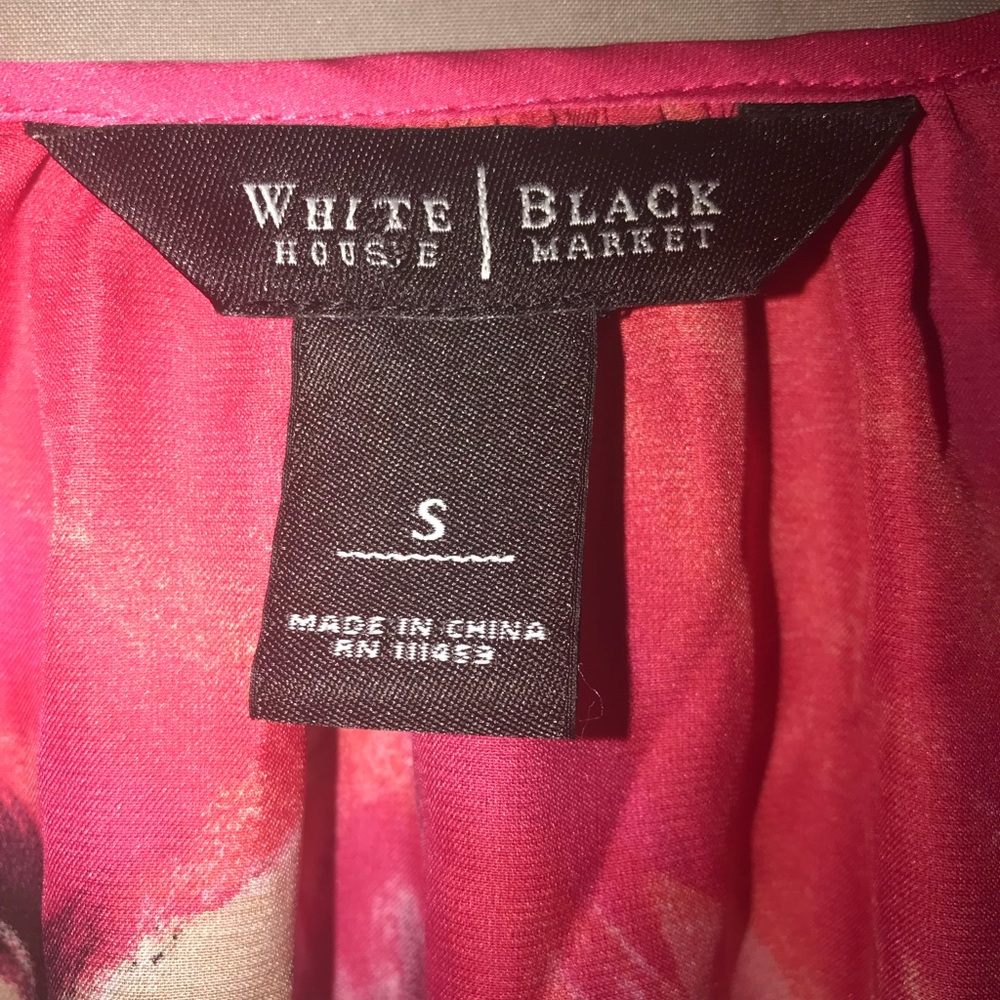 WHITE | BLACK
HOUSE MARKET
S
MADE IN CHINA
RN 111453